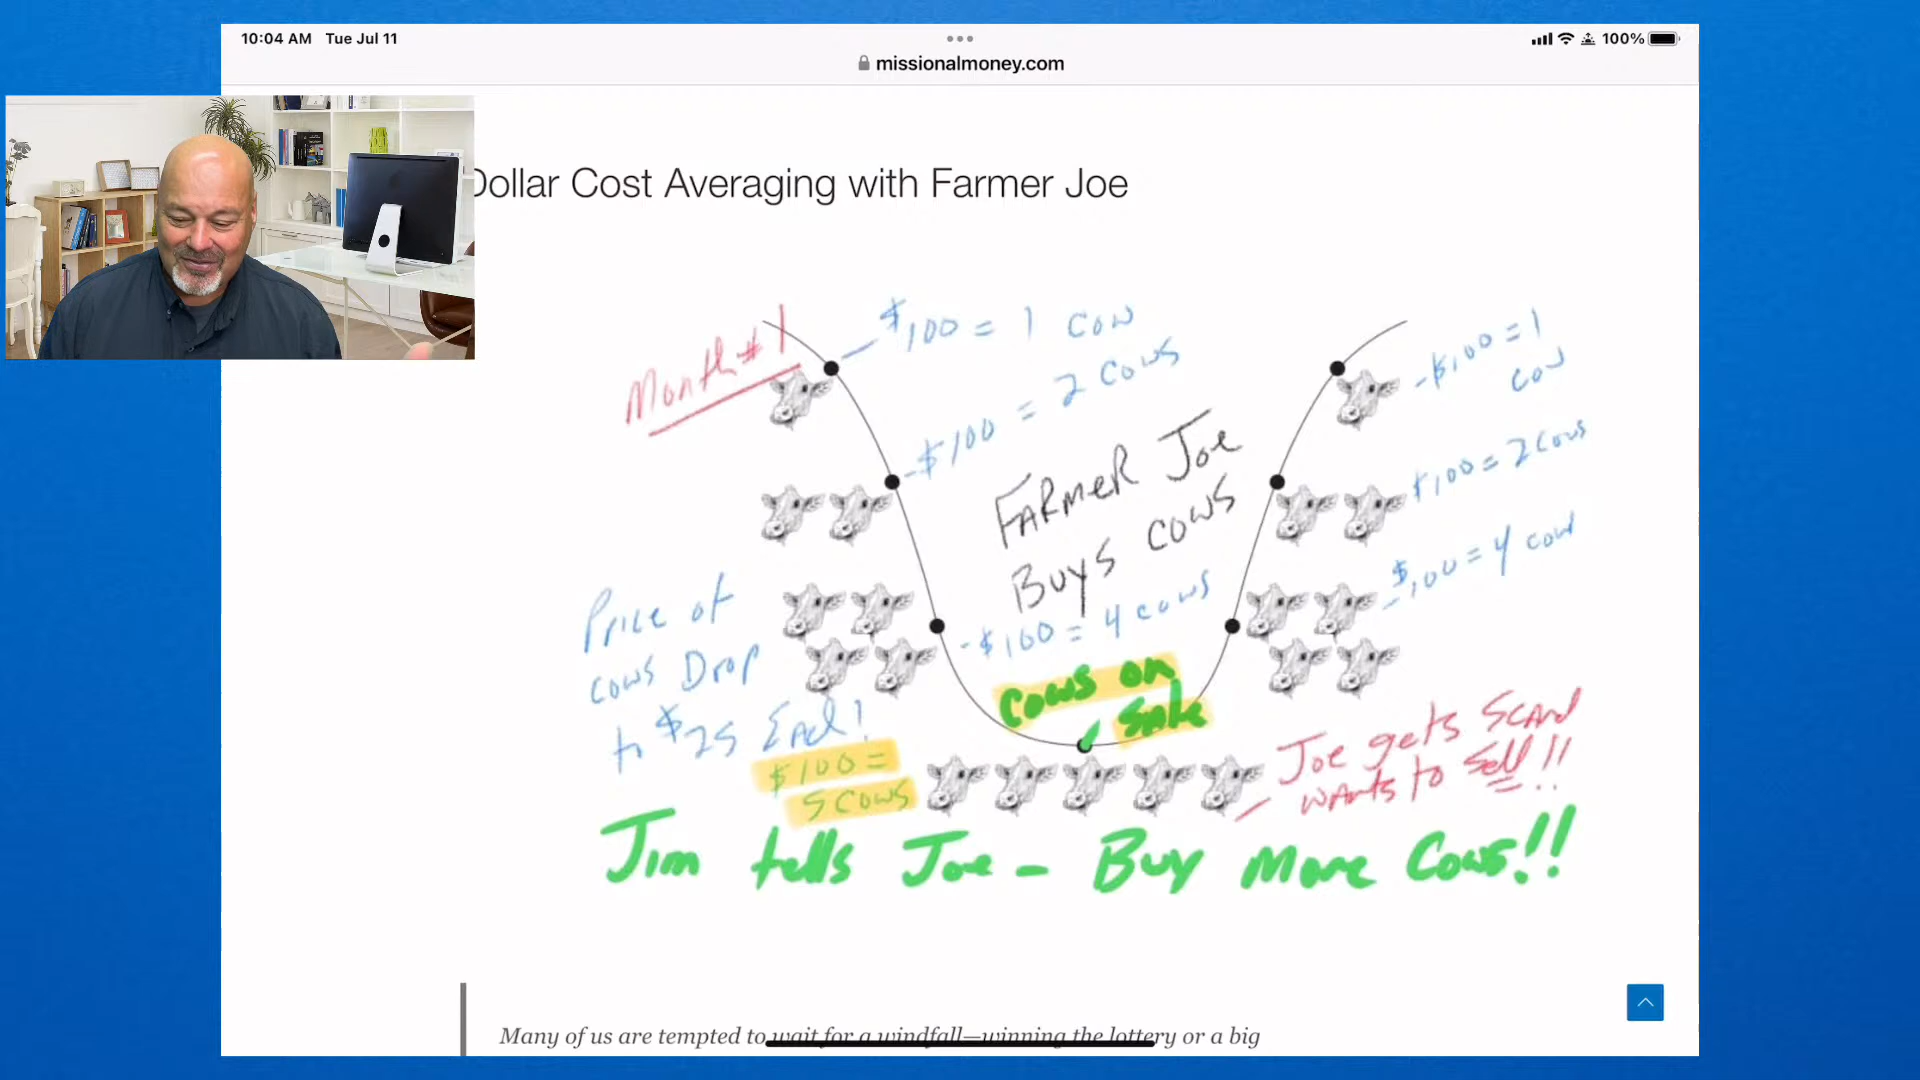 10:04 AM Tue Jul 11
100%
missionalmoney.com
Dollar Cost Averaging with Farmer Joe
Month #1
$100 = 1 cow
-$100 = 2 cows
-$100 = 1
cow
Farmer Joe
Buys cows
$100 = 2 cows
Price of
cows Drop
to $25 Each!
-$100 = 4 cows
-$100 = 4 cow
cows on
sale
$100 =
5 cows
Joe gets scared
wants to Sell!!
Jim tells Joe - Buy More Cows!!
Many of us are tempted to wait for a windfall—winning the lottery or a big